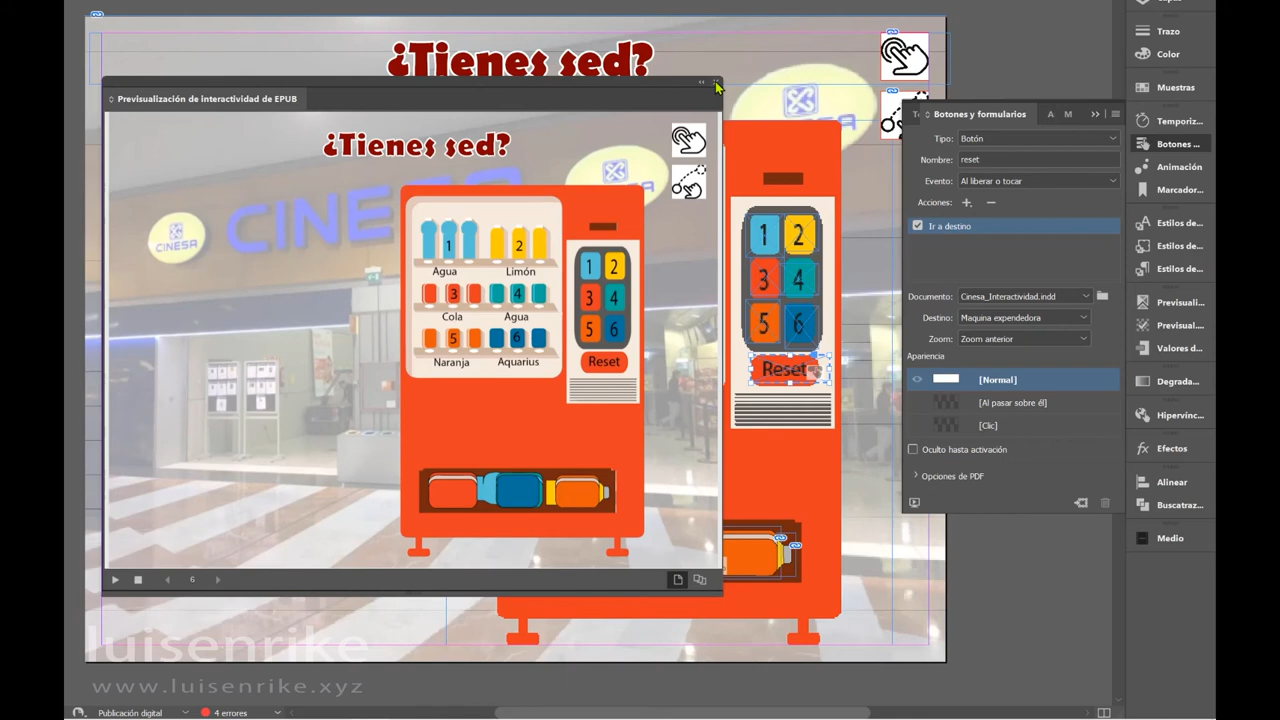 ¿Tienes sed?
Previsualización de interactividad de EPUB
¿Tienes sed?
CINESA
CINESA
1
2
Agua
Limón
3
4
Cola
Agua
5
6
Naranja
Aquarius
1 2
3 4
5 6
Reset
6
1 2
3 4
5 6
Reset
Botones y formularios
A M
Tipo: Botón
Nombre: reset
Evento: Al liberar o tocar
Acciones:
Ir a destino
Documento: Cinesa_Interactividad.indd
Destino: Maquina expendedora
Zoom: Zoom anterior
Apariencia
[Normal]
[Al pasar sobre él]
[Clic]
Oculto hasta activación
Opciones de PDF
Trazo
Color
Muestras
Temporiz...
Botones ...
Animación
Marcador...
Estilos de...
Estilos de...
Estilos de...
Previsuali...
Previsual...
Valores d...
Degrada...
Hipervínc...
Efectos
Alinear
Buscatraz...
Medio
luisenrike
www.luisenrike.xyz
Publicación digital
4 errores